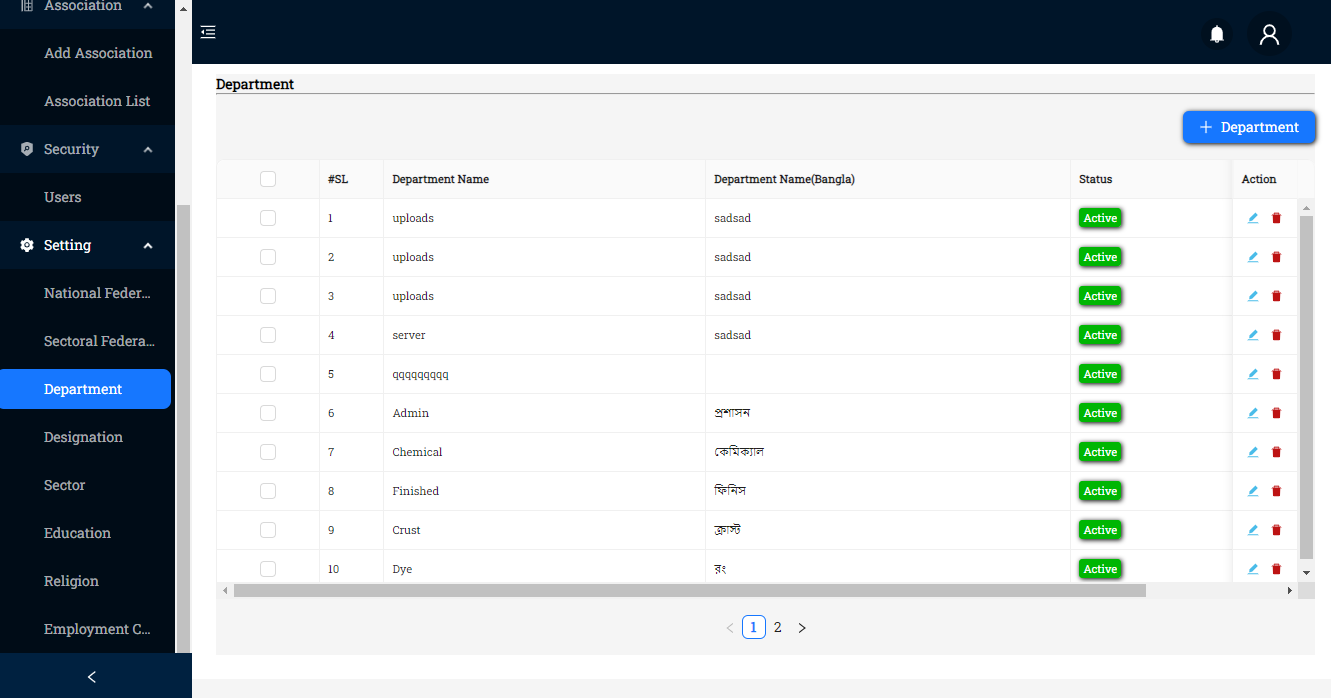 Association
Add Association
Association List
Security
Users
Setting
National Feder...
Sectoral Federa...
Department
Designation
Sector
Education
Religion
Employment C...
Department
+ Department
#SL Department Name Department Name(Bangla) Status Action
1 uploads sadsad Active
2 uploads sadsad Active
3 uploads sadsad Active
4 server sadsad Active
5 qqqqqqqqq Active
6 Admin প্রশাসন Active
7 Chemical কেমিক্যাল Active
8 Finished ফিনিস Active
9 Crust ক্রাস্ট Active
10 Dye রং Active
< 1 2 >